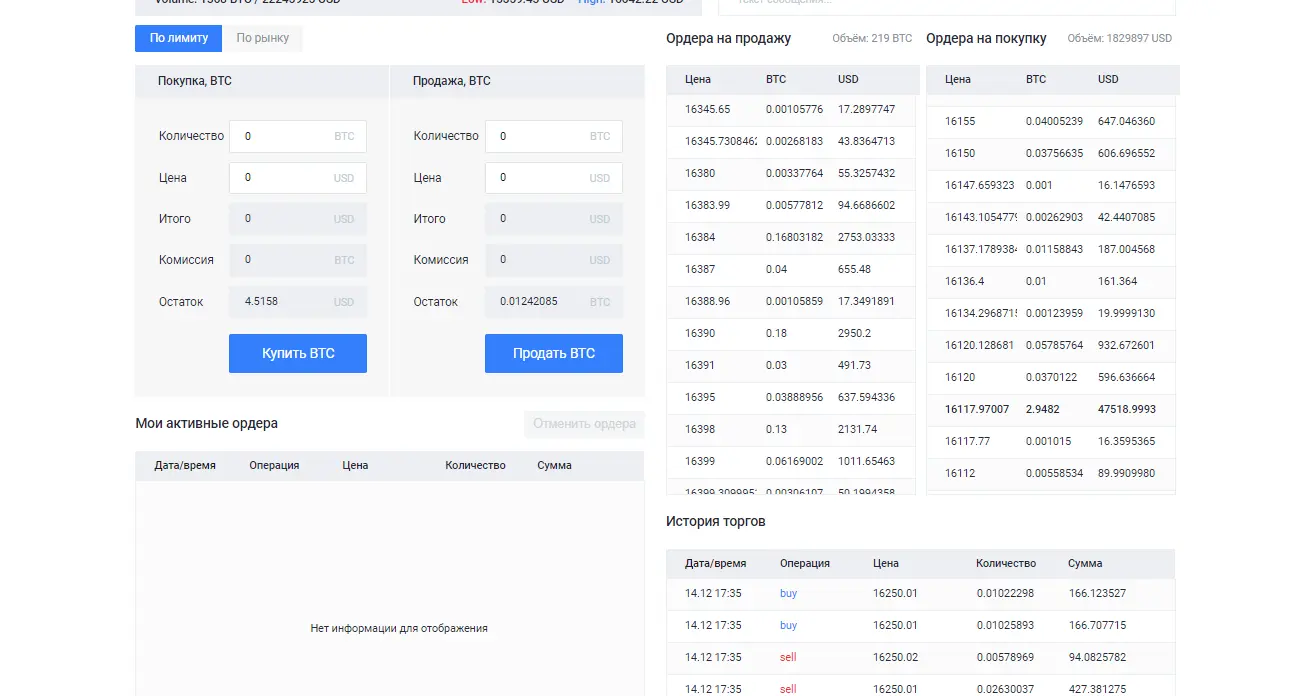 Volume: 1368 BTC / 22245925 USD Low: 15559.45 USD High: 16642.22 USD
Текст сообщения...
По лимиту По рынку
Ордера на продажу Объём: 219 BTC Ордера на покупку Объём: 1829897 USD
Покупка, BTC Продажа, BTC
Количество 0 BTC Количество 0 BTC
Цена 0 USD Цена 0 USD
Итого 0 USD Итого 0 USD
Комиссия 0 BTC Комиссия 0 USD
Остаток 4.5158 USD Остаток 0.01242085 BTC
Купить BTC Продать BTC
Мои активные ордера Отменить ордера
Дата/время Операция Цена Количество Сумма
Нет информации для отображения
Цена BTC USD
16345.65 0.00105776 17.2897747
16345.7308462 0.00268183 43.8364713
16380 0.00337764 55.3257432
16383.99 0.00577812 94.6686602
16384 0.16803182 2753.03333
16387 0.04 655.48
16388.96 0.00105859 17.3491891
16390 0.18 2950.2
16391 0.03 491.73
16395 0.03888956 637.594336
16398 0.13 2131.74
16399 0.06169002 1011.65463
16399.3099957 0.00306107 50.1994358
Цена BTC USD
16155 0.04005239 647.046360
16150 0.03756635 606.696552
16147.659323 0.001 16.1476593
16143.1054779 0.00262903 42.4407085
16137.1789384 0.01158843 187.004568
16136.4 0.01 161.364
16134.2968715 0.00123959 19.9999130
16120.128681 0.05785764 932.672601
16120 0.0370122 596.636664
16117.97007 2.9482 47518.9993
16117.77 0.001015 16.3595365
16112 0.00558534 89.9909980
История торгов
Дата/время Операция Цена Количество Сумма
14.12 17:35 buy 16250.01 0.01022298 166.123527
14.12 17:35 buy 16250.01 0.01025893 166.707715
14.12 17:35 sell 16250.02 0.00578969 94.0825782
14.12 17:35 sell 16250.01 0.02630037 427.381275